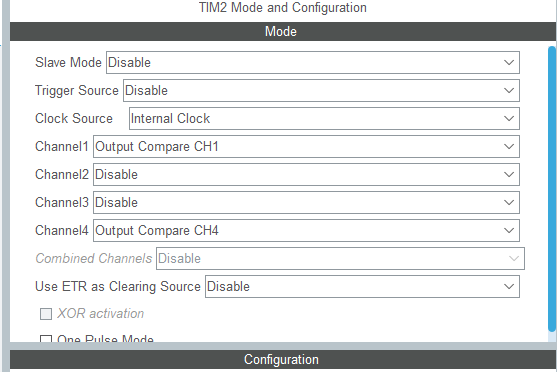 TIM2 Mode and Configuration
Mode
Slave Mode Disable
Trigger Source Disable
Clock Source Internal Clock
Channel1 Output Compare CH1
Channel2 Disable
Channel3 Disable
Channel4 Output Compare CH4
Combined Channels Disable
Use ETR as Clearing Source Disable
XOR activation
One Pulse Mode
Configuration